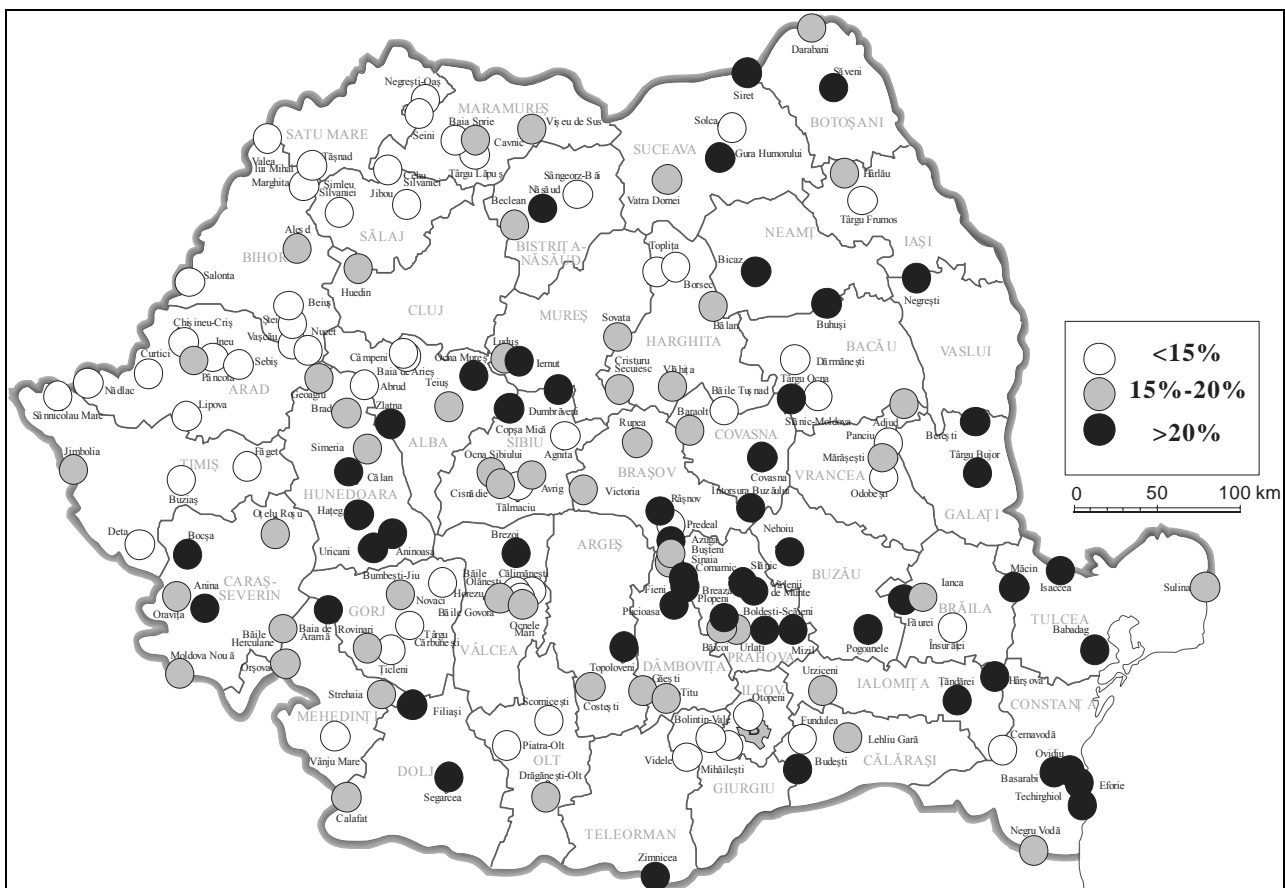 Darabani
Săveni
Siret
Negrești-Oaș
MARAMUREȘ
BOTOȘANI
Seini
Baia Sprie
Vișeu de Sus
Solca
SATU MARE
Cavnic
SUCEAVA
Gura Humorului
Valea
lui Mihai
Tășnad
Târgu Lăpuș
Marghita
Șimleu
Silvaniei
Cehu
Silvaniei
Jibou
Sângeorz-Băi
Năsăud
Beclean
Vatra Dornei
Hârlău
Târgu Frumos
SĂLAJ
Aleșd
BIHOR
BISTRIȚA-
NĂSĂUD
NEAMȚ
IAȘI
Toplița
Bicaz
Salonta
Huedin
Borsec
Negrești
Beiuș
CLUJ
MUREȘ
Bălan
Buhuși
Chișineu-Criș
Ștei
Vașcău
Nucet
Sovata
HARGHITA
Ineu
Curtici
Pâncota
Sebiș
Câmpeni
Baia de Arieș
Ocna Mureș
Luduș
Iernut
Cristuru
Secuiesc
Vlăhița
Dărmănești
BACĂU
VASLUI
Nădlac
ARAD
Geoagiu
Abrud
Teiuș
Dumbrăveni
Băile Tușnad
Târgu Ocna
Sânnicolau Mare
Lipova
Brad
Zlatna
Copșa Mică
Baraolt
Slănic-Moldova
Adjud
Berești
ALBA
SIBIU
Rupea
COVASNA
Panciu
Jimbolia
Făget
Simeria
Ocna Sibiului
Agnita
Mărășești
Târgu Bujor
TIMIȘ
Călan
BRAȘOV
Covasna
VRANCEA
Buziaș
HUNEDOARA
Cisnădie
Avrig
Tălmaciu
Victoria
Întorsura Buzăului
Odobești
Hațeg
Râșnov
Oțelu Roșu
Predeal
Nehoiu
GALAȚI
Deta
Bocșa
Uricani
Aninoasa
Brezoi
ARGEȘ
Azuga
Bușteni
Sinaia
Comarnic
Slănic
BUZĂU
Măcin
Isaccea
CARAȘ-
SEVERIN
Anina
Oravița
Bumbești-Jiu
Novaci
Băile
Olănești
Călimănești
Horezu
Fieni
Breaza
Vălenii
de Munte
Ianca
Sulina
GORJ
Băile Govora
Ocnele
Mari
Pucioasa
Plopeni
Boldești-Scăieni
Făurei
BRĂILA
TULCEA
Băile
Herculane
Baia de
Aramă
Rovinari
Târgu
Cărbunești
VÂLCEA
Băicoi
Urlați
Mizil
Pogoanele
Însurăței
Babadag
Moldova Nouă
Orșova
Țicleni
Topoloveni
DÂMBOVIȚA
PRAHOVA
Strehaia
Filiași
Costești
Găești
Titu
ILFOV
Urziceni
IALOMIȚA
Țăndărei
Hârșova
CONSTANȚA
MEHEDINȚI
Scornicești
Otopeni
Bolintin-Vale
B
Fundulea
Lehliu Gară
Cernavodă
Vânju Mare
Piatra-Olt
OLT
Videle
Mihăilești
CĂLĂRAȘI
Ovidiu
DOLJ
Segarcea
Drăgănești-Olt
GIURGIU
Budești
Basarabi
Eforie
Techirghiol
Calafat
TELEORMAN
Negru Vodă
Zimnicea
<15%
15%-20%
>20%
0 50 100 km